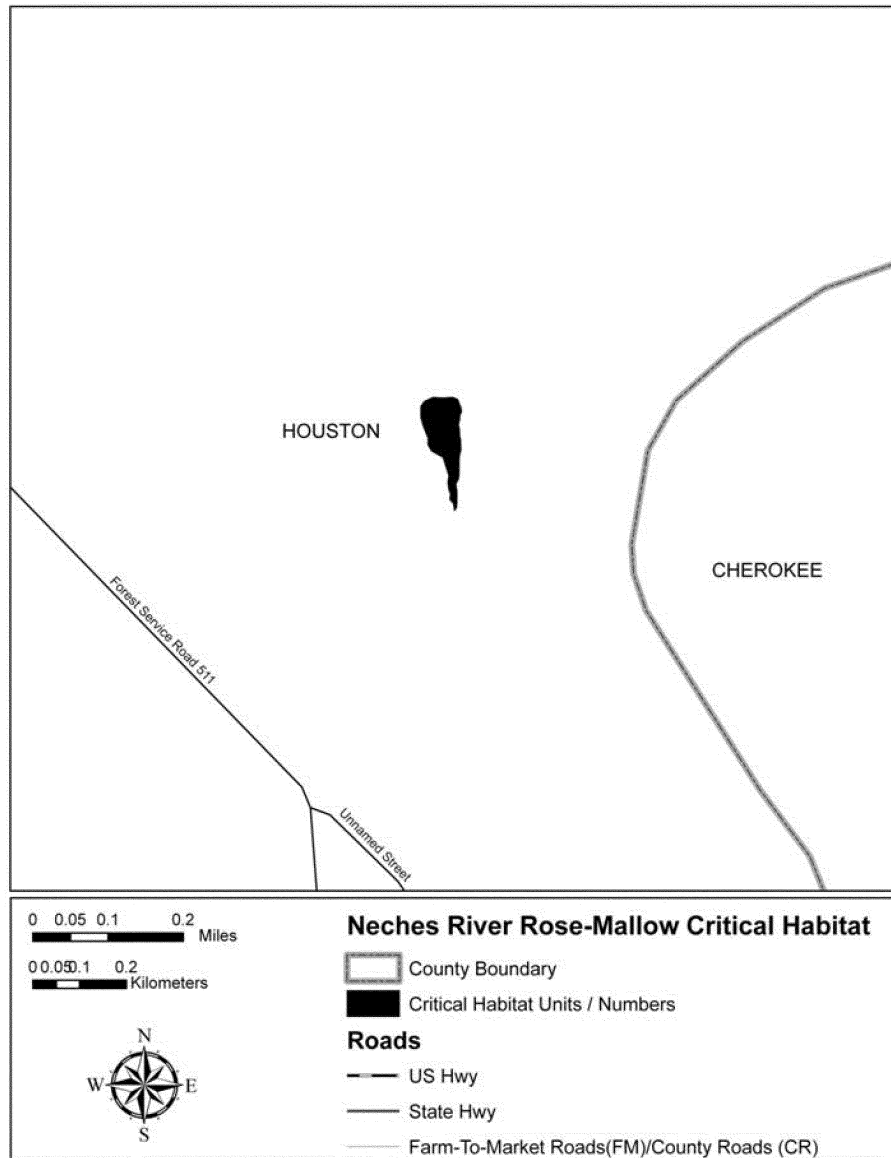 HOUSTON
CHEROKEE
Forest Service Road 511
Unnamed Street
0 0.05 0.1 0.2
Miles
0 0.05 0.1 0.2
Kilometers
N
W E
S
Neches River Rose-Mallow Critical Habitat
County Boundary
Critical Habitat Units / Numbers
Roads
US Hwy
State Hwy
Farm-To-Market Roads(FM)/County Roads (CR)